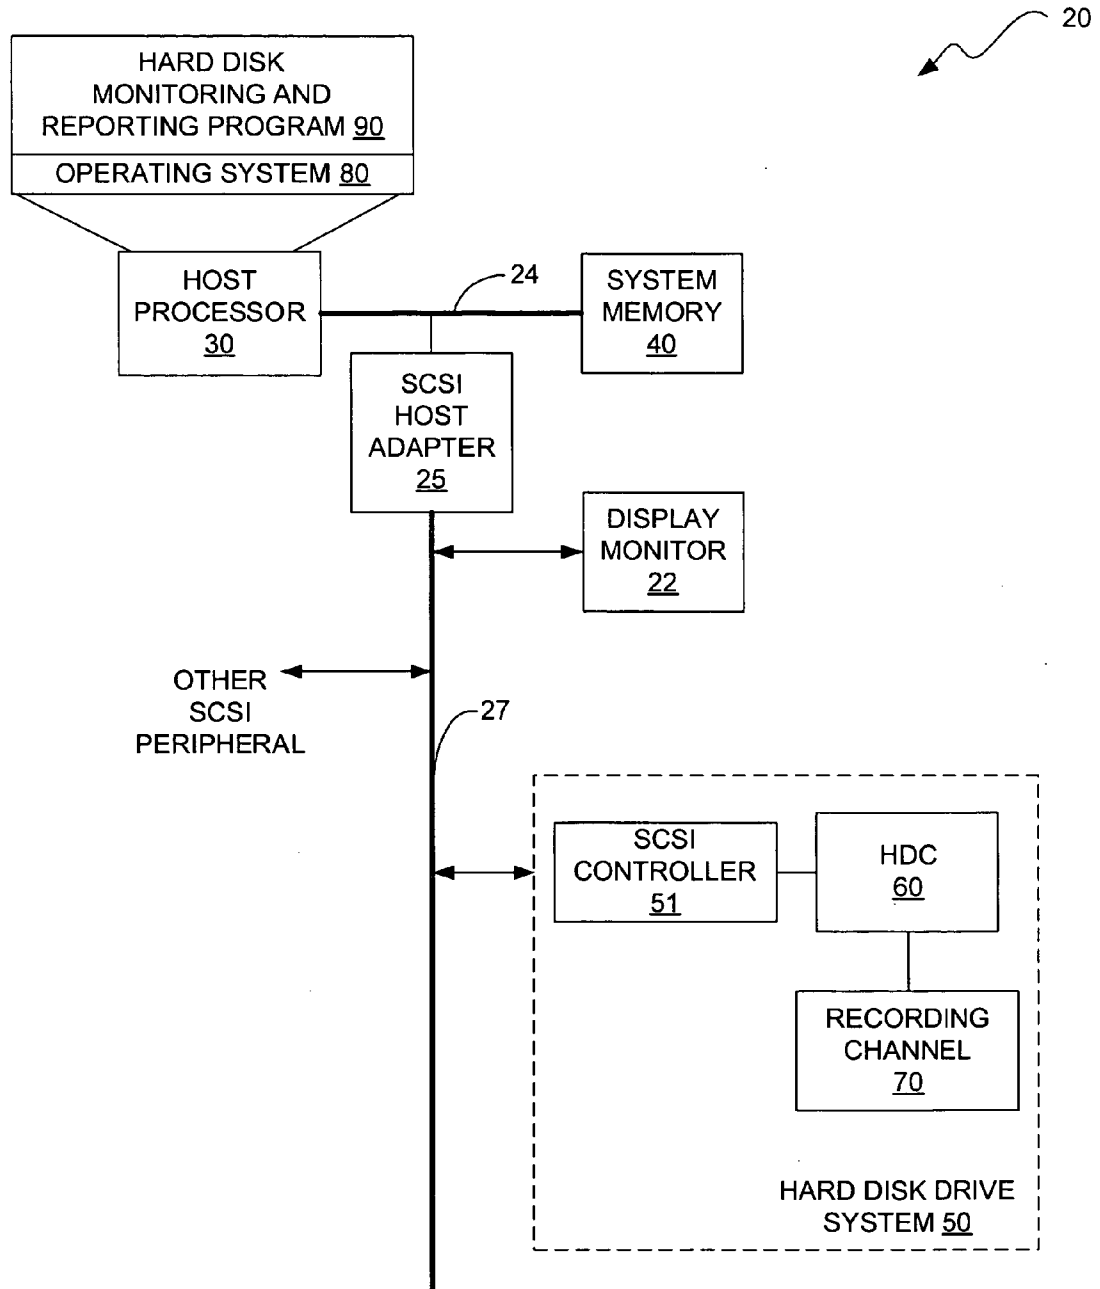 20
HARD DISK
MONITORING AND
REPORTING PROGRAM 90
OPERATING SYSTEM 80
HOST
PROCESSOR
30
24
SYSTEM
MEMORY
40
SCSI
HOST
ADAPTER
25
DISPLAY
MONITOR
22
OTHER
SCSI
PERIPHERAL
27
SCSI
CONTROLLER
51
HDC
60
RECORDING
CHANNEL
70
HARD DISK DRIVE
SYSTEM 50